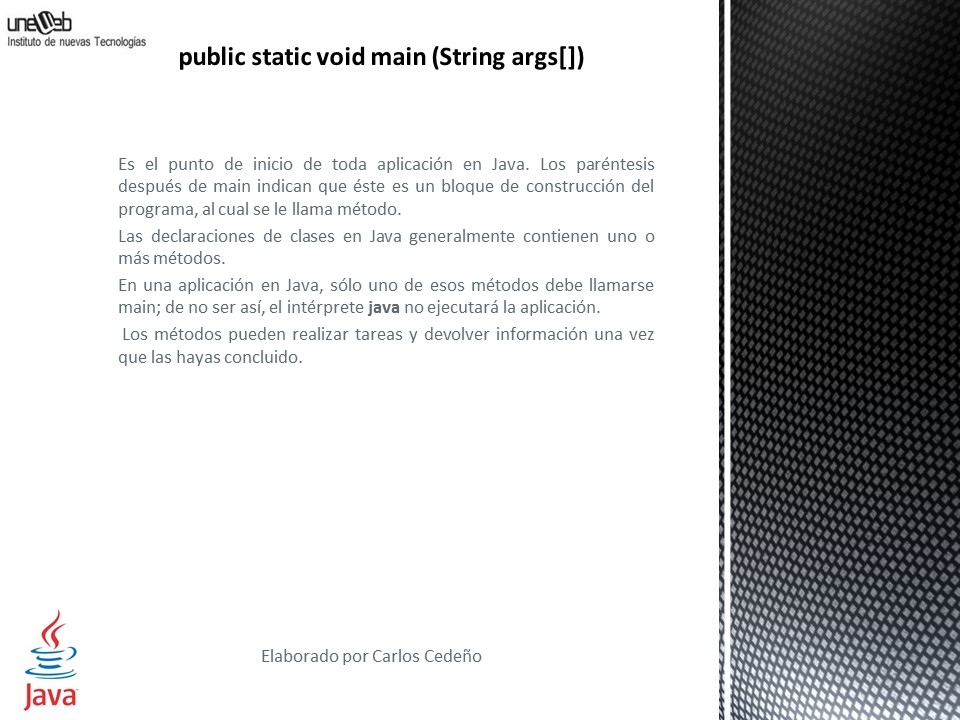 uneWeb
Instituto de nuevas Tecnologías
public static void main (String args[])
Es el punto de inicio de toda aplicación en Java. Los paréntesis
después de main indican que éste es un bloque de construcción del
programa, al cual se le llama método.
Las declaraciones de clases en Java generalmente contienen uno o
más métodos.
En una aplicación en Java, sólo uno de esos métodos debe llamarse
main; de no ser así, el intérprete java no ejecutará la aplicación.
Los métodos pueden realizar tareas y devolver información una vez
que las hayas concluido.
Elaborado por Carlos Cedeño
Java